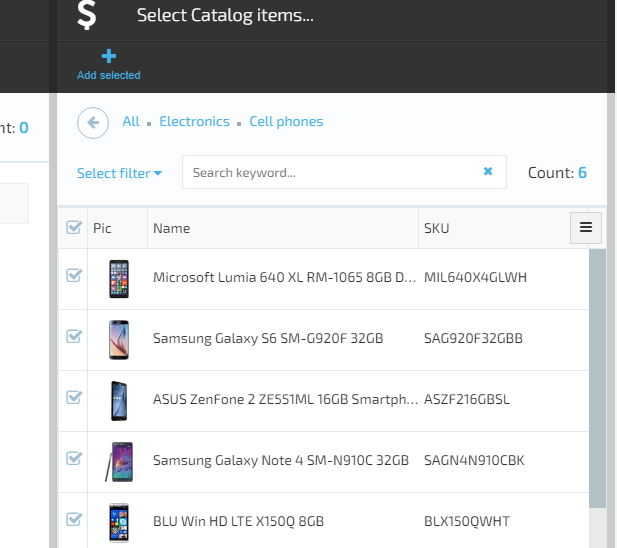 $ Select Catalog items...
Add selected
nt: 0
All Electronics Cell phones
Select filter Search keyword... Count: 6
Pic Name SKU
Microsoft Lumia 640 XL RM-1065 8GB D... MIL640X4GLWH
Samsung Galaxy S6 SM-G920F 32GB SAG920F32GBB
ASUS ZenFone 2 ZE551ML 16GB Smartph... ASZF216GBSL
Samsung Galaxy Note 4 SM-N910C 32GB SAGN4N910CBK
BLU Win HD LTE X150Q 8GB BLX150QWHT